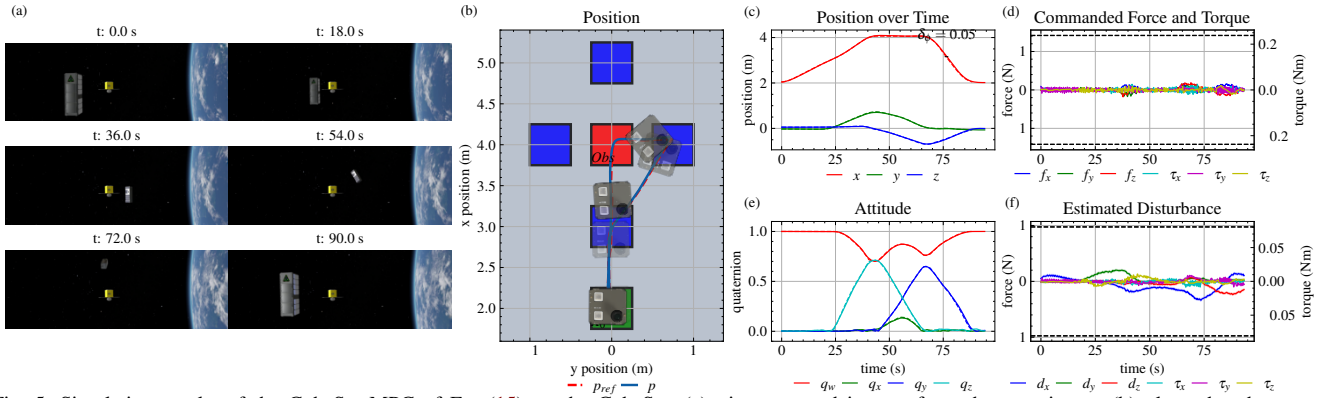 (a)
t: 0.0 s
t: 18.0 s
t: 36.0 s
t: 54.0 s
t: 72.0 s
t: 90.0 s
(b)
Position
x position (m)
5.0
4.5
4.0
3.5
3.0
2.5
2.0
Obs
1
0
1
y position (m)
p_ref
p
(c)
Position over Time
δ_φ = 0.05
position (m)
4
2
0
0
25
50
75
x
y
z
(d)
Commanded Force and Torque
force (N)
1
0
1
0.2
0.0
0.2
torque (Nm)
0
25
50
75
f_x
f_y
f_z
τ_x
τ_y
τ_z
(e)
Attitude
quaternion
1.0
0.5
0.0
0
25
50
75
time (s)
q_w
q_x
q_y
q_z
(f)
Estimated Disturbance
force (N)
1
0
1
0.05
0.00
0.05
torque (Nm)
0
25
50
75
time (s)
d_x
d_y
d_z
τ_x
τ_y
τ_z